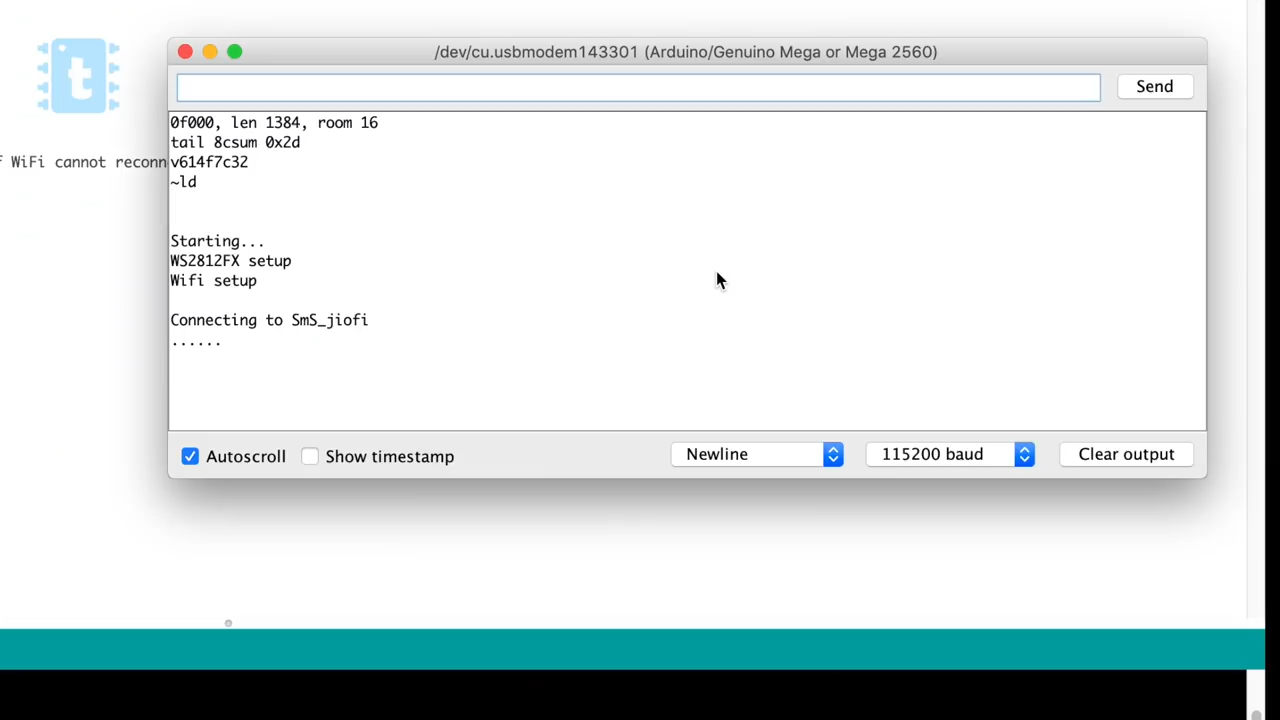 /dev/cu.usbmodem143301 (Arduino/Genuino Mega or Mega 2560)
t
Send
0f000, len 1384, room 16
tail 8csum 0x2d
f WiFi cannot reconn
v614f7c32
~ld
Starting...
WS2812FX setup
Wifi setup
Connecting to SmS_jiofi
......
Autoscroll
Show timestamp
Newline
115200 baud
Clear output